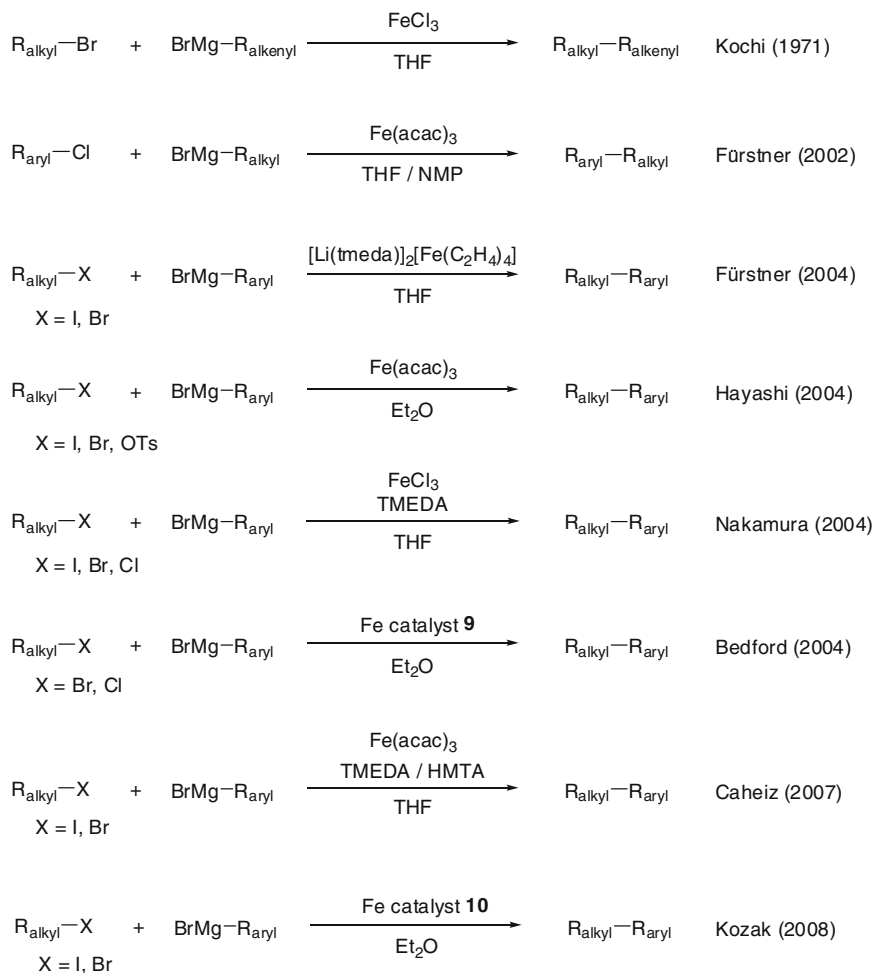 FeCl₃
R_alkyl—Br + BrMg—R_alkenyl R_alkyl—R_alkenyl Kochi (1971)
THF
Fe(acac)₃
R_aryl—Cl + BrMg—R_alkyl R_aryl—R_alkyl Fürstner (2002)
THF / NMP
[Li(tmeda)]₂[Fe(C₂H₄)₄]
R_alkyl—X + BrMg—R_aryl R_alkyl—R_aryl Fürstner (2004)
THF
X = I, Br
Fe(acac)₃
R_alkyl—X + BrMg—R_aryl R_alkyl—R_aryl Hayashi (2004)
Et₂O
X = I, Br, OTs
FeCl₃
TMEDA
R_alkyl—X + BrMg—R_aryl R_alkyl—R_aryl Nakamura (2004)
THF
X = I, Br, Cl
Fe catalyst 9
R_alkyl—X + BrMg—R_aryl R_alkyl—R_aryl Bedford (2004)
Et₂O
X = Br, Cl
Fe(acac)₃
TMEDA / HMTA
R_alkyl—X + BrMg—R_aryl R_alkyl—R_aryl Caheiz (2007)
THF
X = I, Br
Fe catalyst 10
R_alkyl—X + BrMg—R_aryl R_alkyl—R_aryl Kozak (2008)
Et₂O
X = I, Br